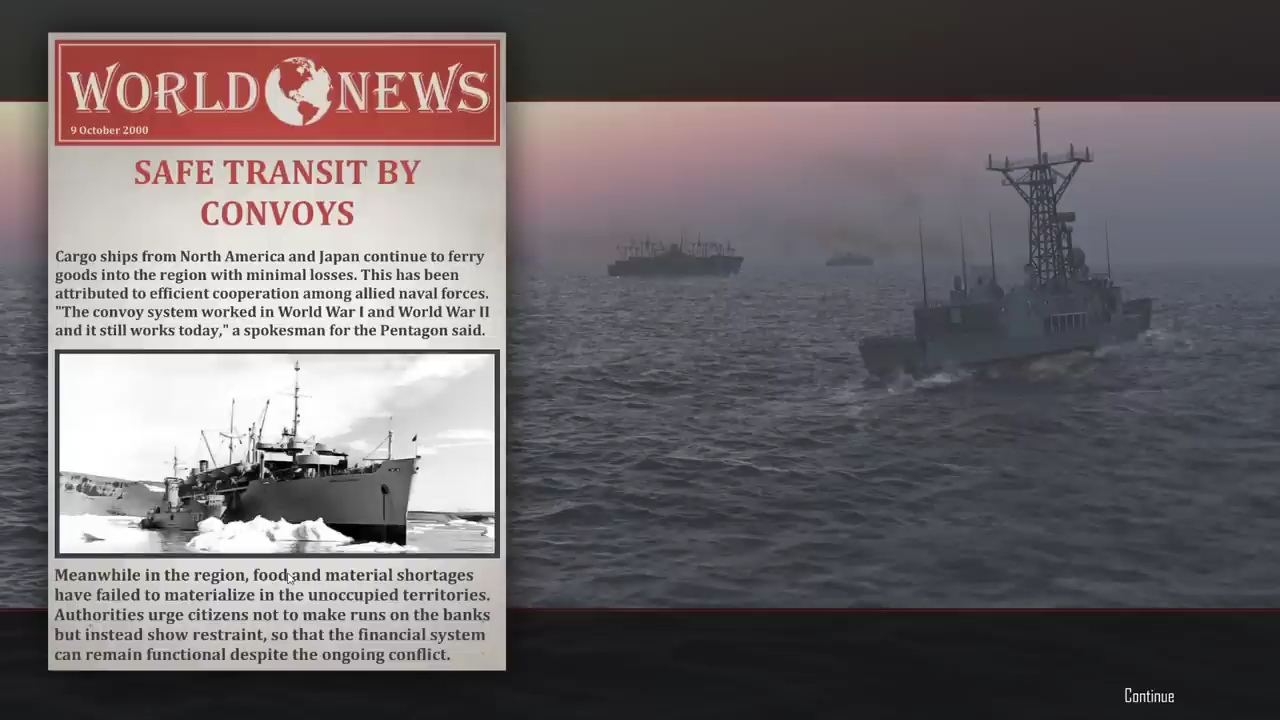 WORLD NEWS
9 October 2000
SAFE TRANSIT BY
CONVOYS
Cargo ships from North America and Japan continue to ferry
goods into the region with minimal losses. This has been
attributed to efficient cooperation among allied naval forces.
"The convoy system worked in World War I and World War II
and it still works today," a spokesman for the Pentagon said.
Meanwhile in the region, food and material shortages
have failed to materialize in the unoccupied territories.
Authorities urge citizens not to make runs on the banks
but instead show restraint, so that the financial system
can remain functional despite the ongoing conflict.
Continue